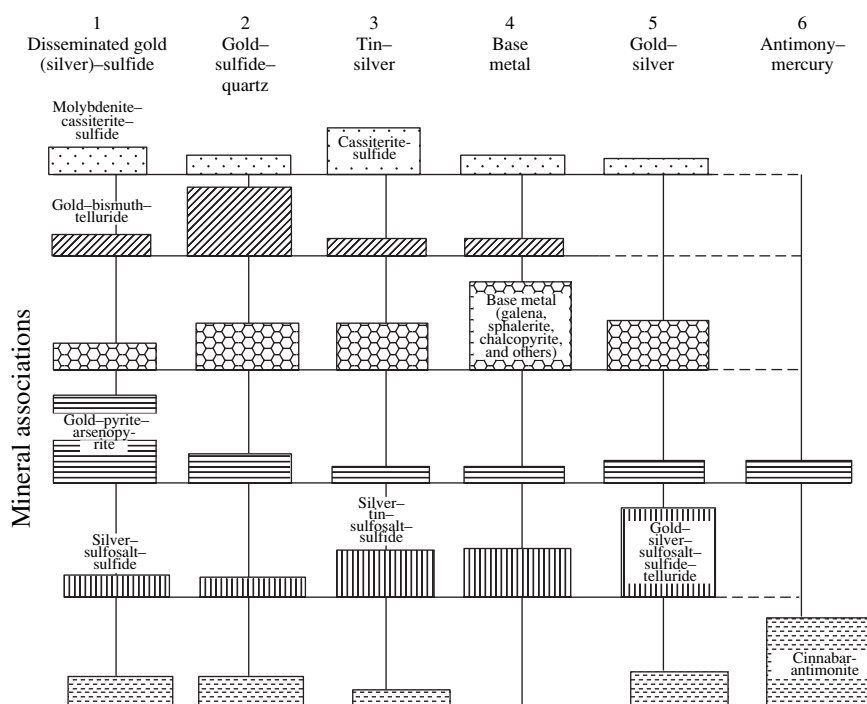 1
Disseminated gold
(silver)–sulfide
2
Gold–
sulfide–
quartz
3
Tin–
silver
4
Base
metal
5
Gold–
silver
6
Antimony–
mercury
Molybdenite–
cassiterite–
sulfide
Cassiterite-
sulfide
Gold–bismuth–
telluride
Base metal
(galena,
sphalerite,
chalcopyrite,
and others)
Gold–pyrite–
arsenopy-
rite
Silver–
sulfosalt–
sulfide
Silver–
tin–
sulfosalt–
sulfide
Gold–
silver–
sulfosalt–
sulfide–
telluride
Cinnabar-
antimonite
Mineral associations